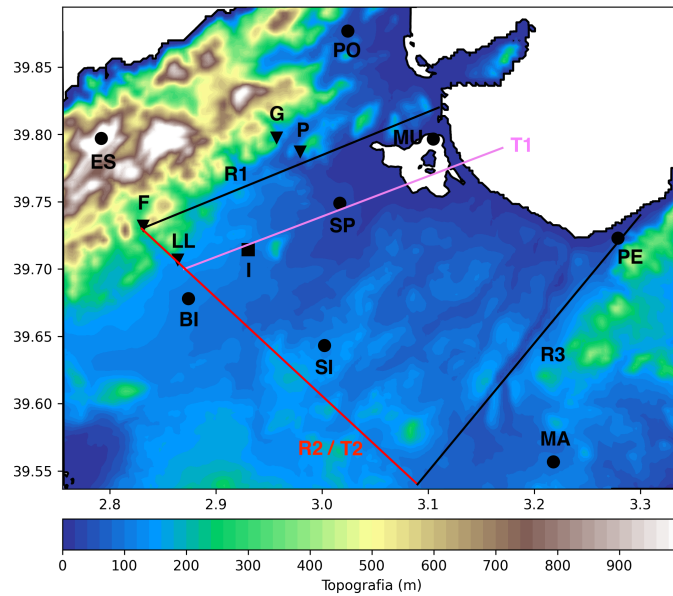 39.85
39.80
39.75
39.70
39.65
39.60
39.55
PO
G
P
MU
T1
ES
R1
F
SP
LL
I
PE
BI
SI
R3
MA
R2 / T2
2.8 2.9 3.0 3.1 3.2 3.3
0 100 200 300 400 500 600 700 800 900
Topografia (m)